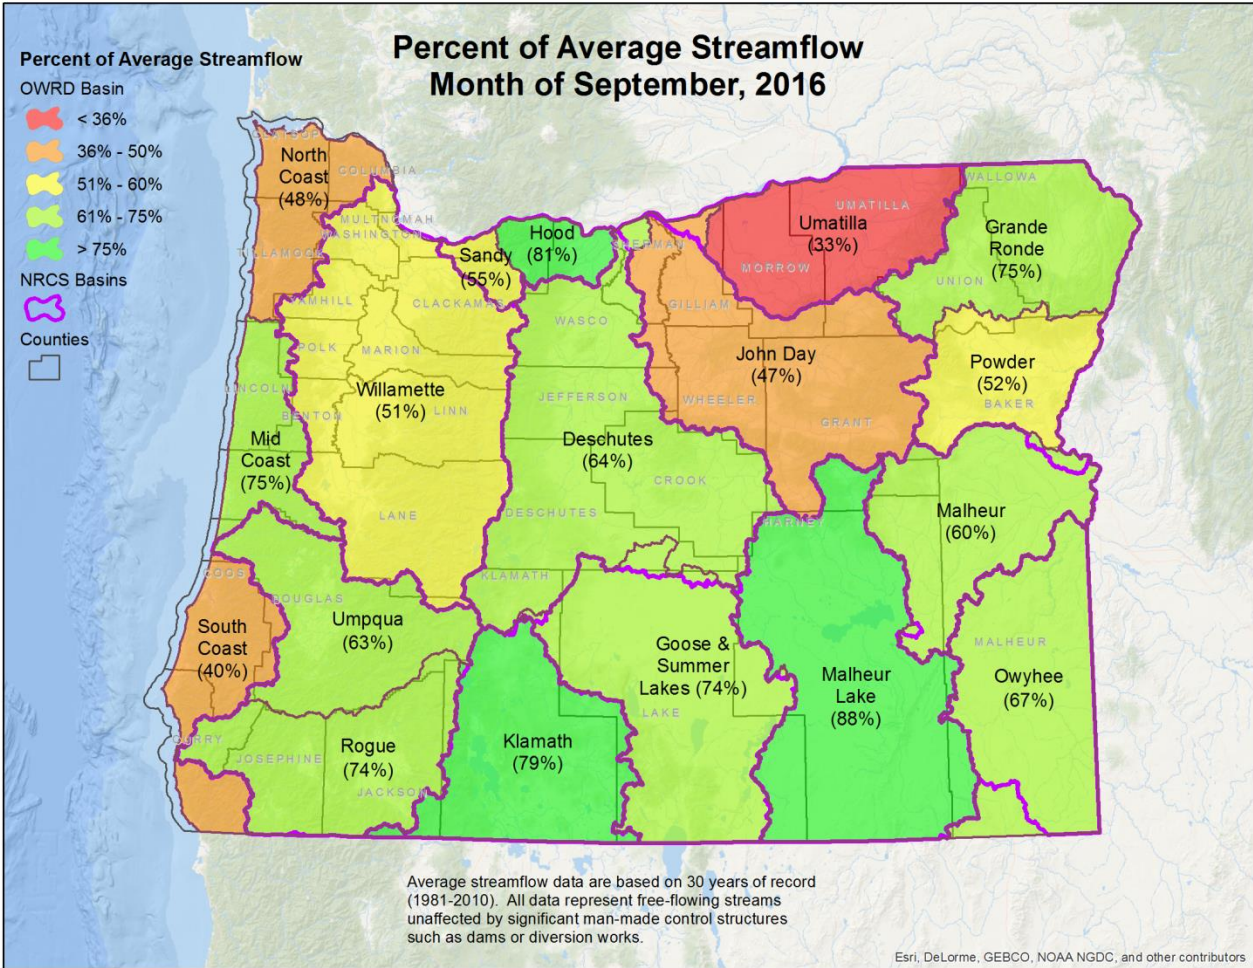 Percent of Average Streamflow
Month of September, 2016
Percent of Average Streamflow
OWRD Basin
< 36%
36% - 50%
51% - 60%
61% - 75%
> 75%
NRCS Basins
Counties
North
Coast
(48%)
COLUMBIA
TILLAMOOK
MULTNOMAH
WASHINGTON
YAMHILL
CLACKAMAS
Sandy
(55%)
Hood
(81%)
SHERMAN
Umatilla
(33%)
UMATILLA
MORROW
WALLOWA
Grande
Ronde
(75%)
UNION
GILLIAM
WASCO
POLK
MARION
Willamette
(51%)
LINN
LINCOLN
BENTON
JEFFERSON
John Day
(47%)
WHEELER
GRANT
Powder
(52%)
BAKER
Mid
Coast
(75%)
Deschutes
(64%)
CROOK
LANE
DESCHUTES
HARNEY
Malheur
(60%)
COOS
DOUGLAS
KLAMATH
South
Coast
(40%)
Umpqua
(63%)
Goose &
Summer
Lakes (74%)
LAKE
Malheur
Lake
(88%)
MALHEUR
Owyhee
(67%)
CURRY
JOSEPHINE
Rogue
(74%)
JACKSON
Klamath
(79%)
Average streamflow data are based on 30 years of record
(1981-2010). All data represent free-flowing streams
unaffected by significant man-made control structures
such as dams or diversion works.
Esri, DeLorme, GEBCO, NOAA NGDC, and other contributors